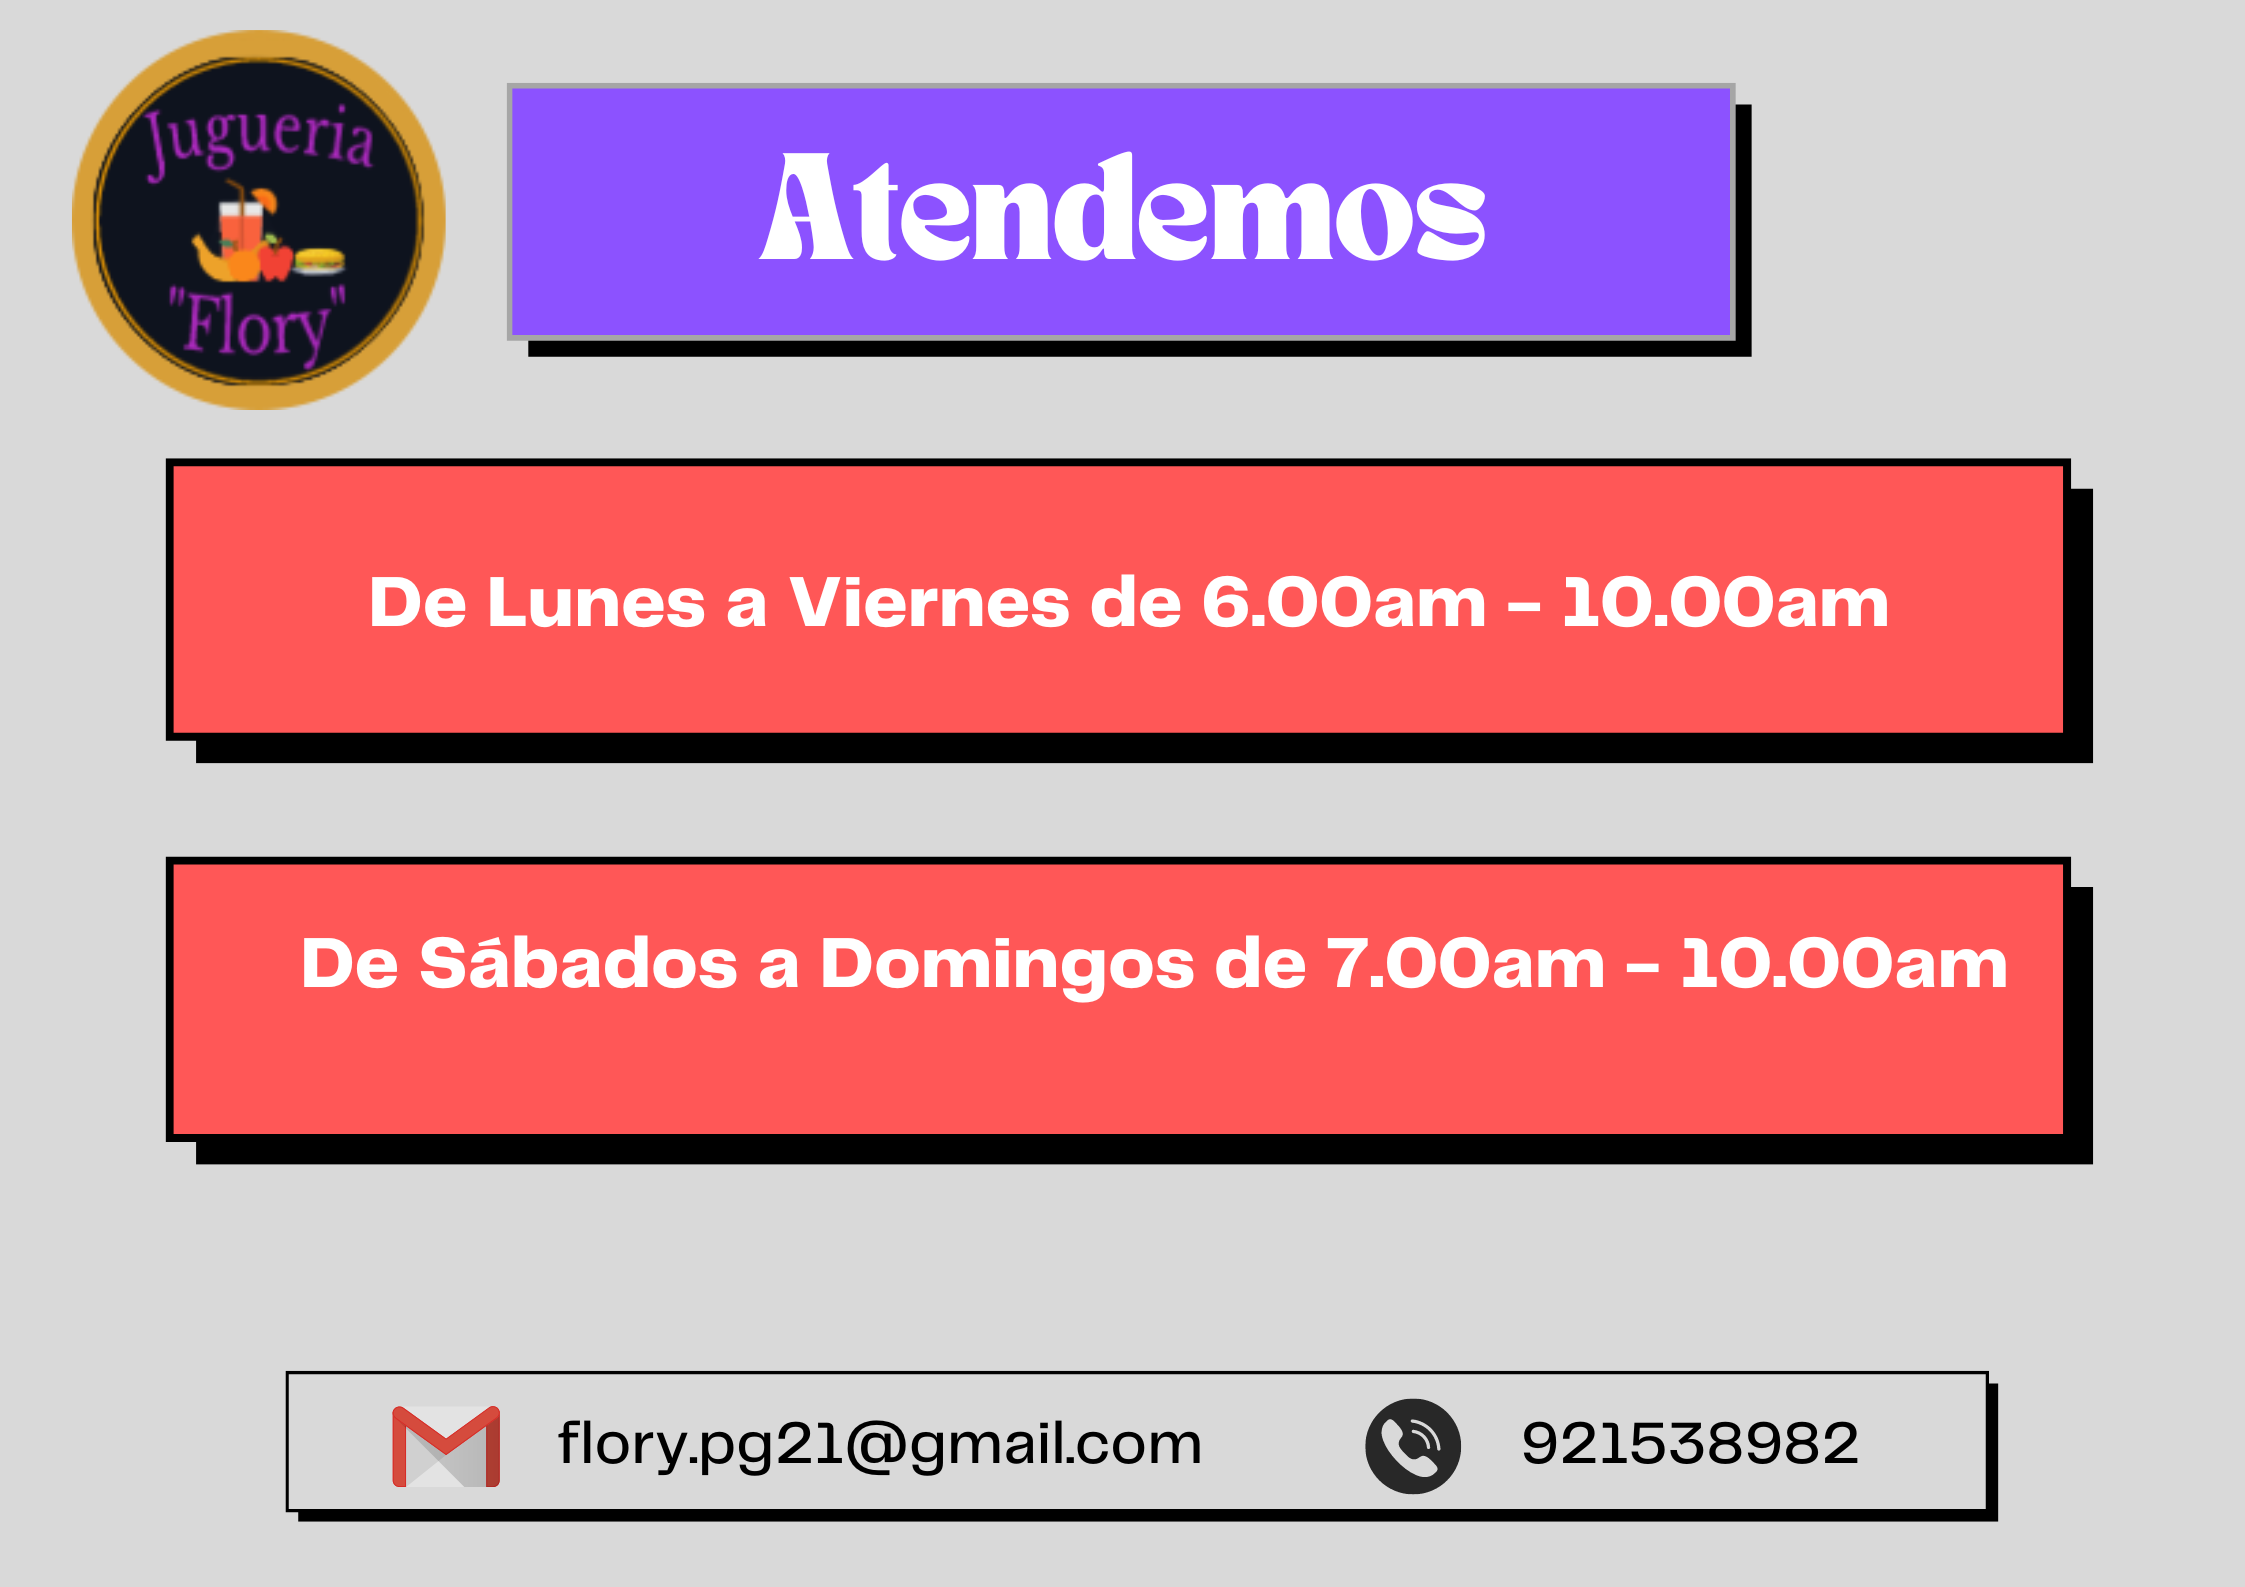 Jugueria
"Flory"
Atendemos
De Lunes a Viernes de 6.00am - 10.00am
De Sábados a Domingos de 7.00am - 10.00am
flory.pg21@gmail.com
921538982